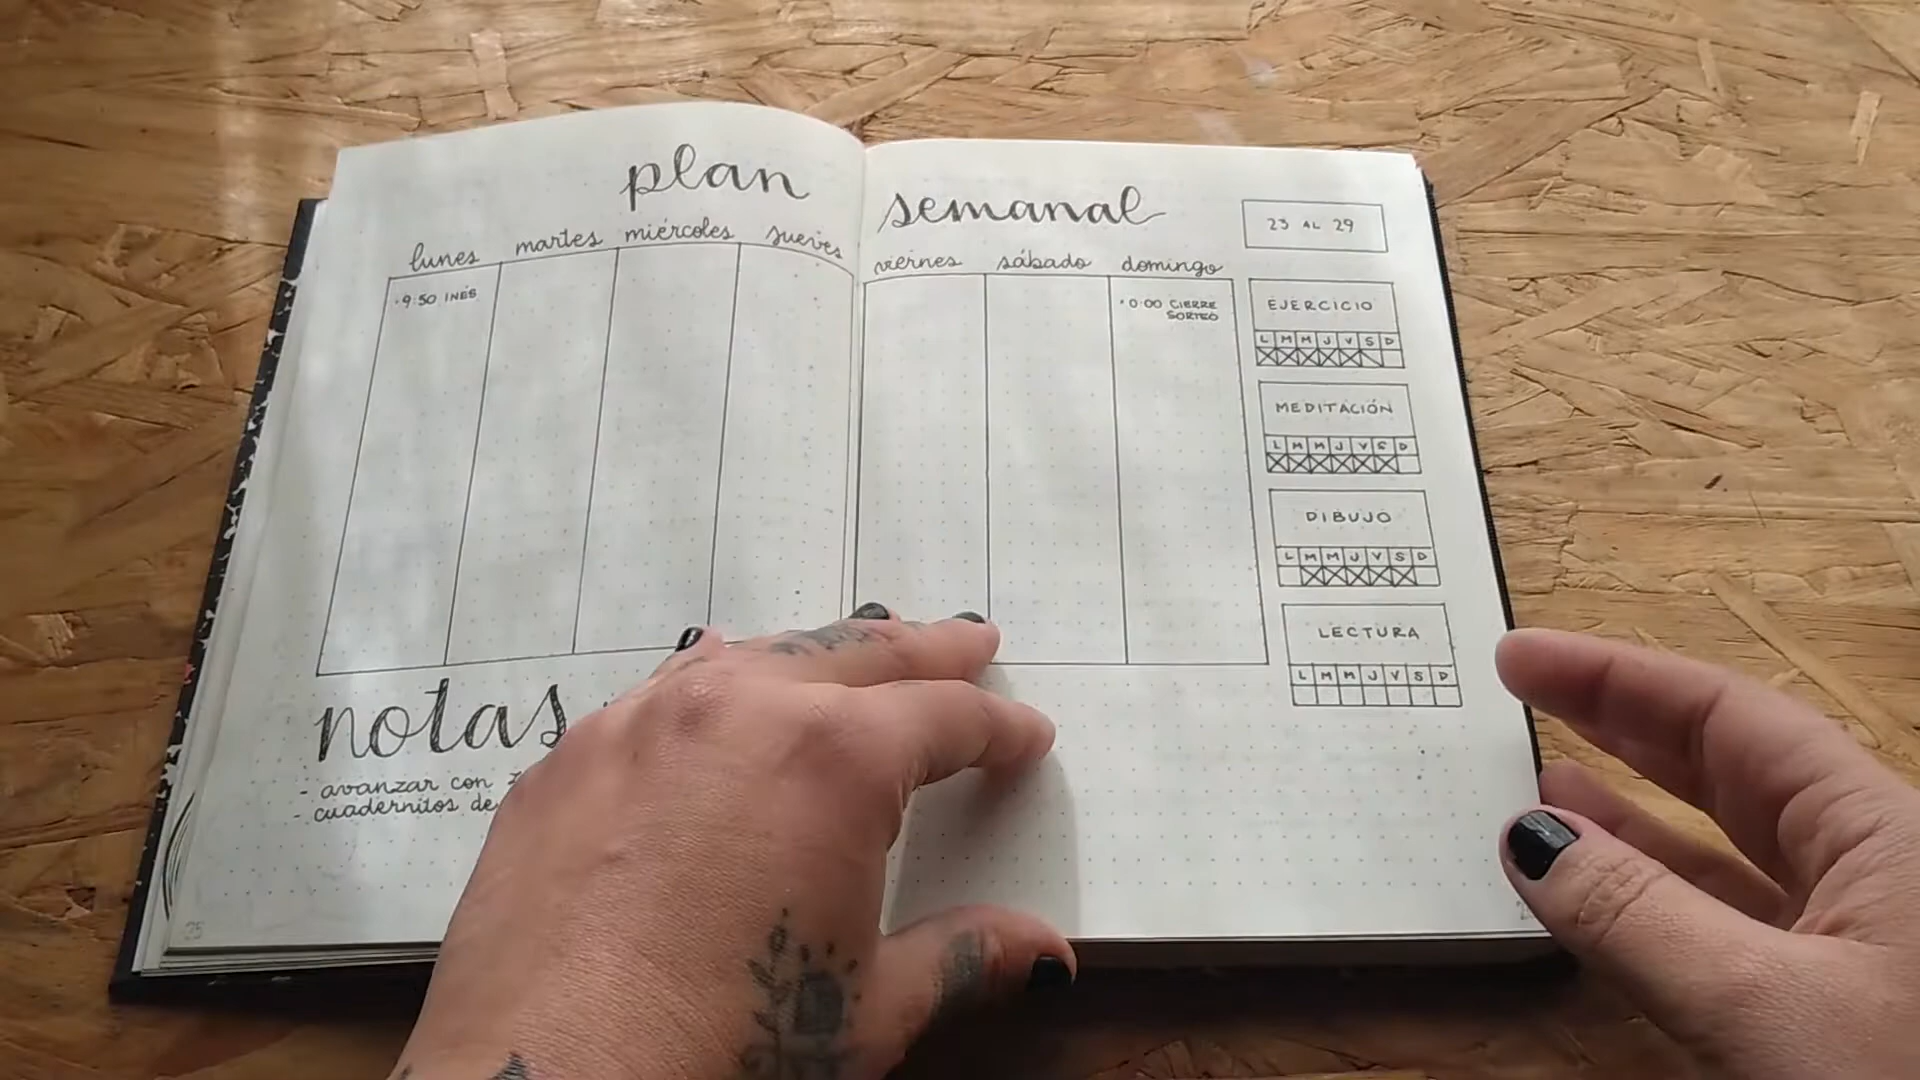 plan semanal
23 AL 29
lunes martes miércoles jueves viernes sábado domingo
·9:50 INÉS
·0:00 CIERRE
SORTEO
EJERCICIO
L M M J V S D
MEDITACIÓN
L M M J V S D
DIBUJO
L M M J V S D
LECTURA
L M M J V S D
notas
- avanzar con
- cuadernitos de
25